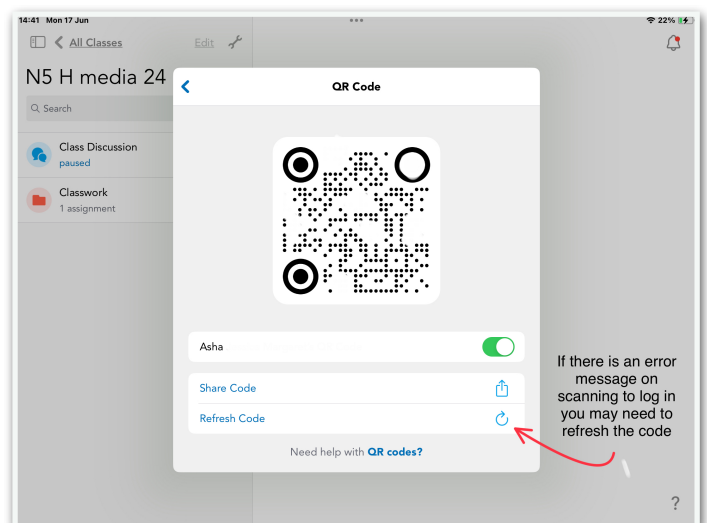 14:41 Mon 17 Jun
22%
All Classes
Edit
N5 H media 24
Search
Class Discussion
paused
Classwork
1 assignment
QR Code
Asha
Share Code
Refresh Code
Need help with QR codes?
If there is an error
message on
scanning to log in
you may need to
refresh the code
?